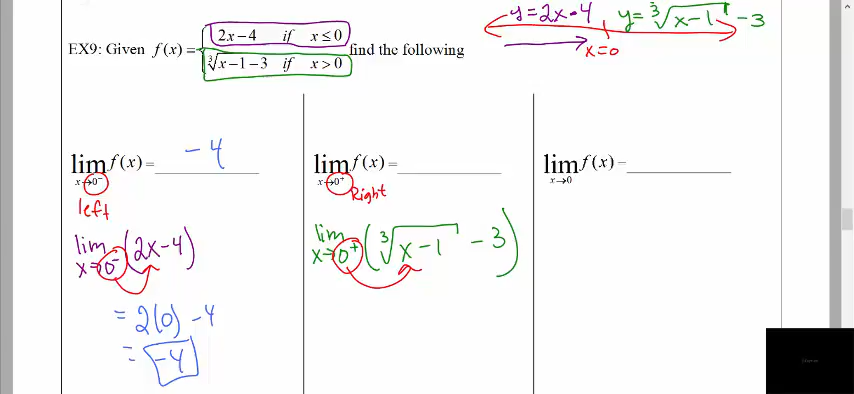 y=2x-4 y=∛x-1 -3
x=0
EX9: Given f(x)= { 2x-4 if x≤0 find the following
∛x-1-3 if x>0
lim x→0⁻ f(x)= -4
left
lim x→0⁻ (2x-4)
= 2(0) -4
= -4
lim x→0⁺ f(x)=
Right
lim x→0⁺ (∛x-1 -3)
lim x→0 f(x)=